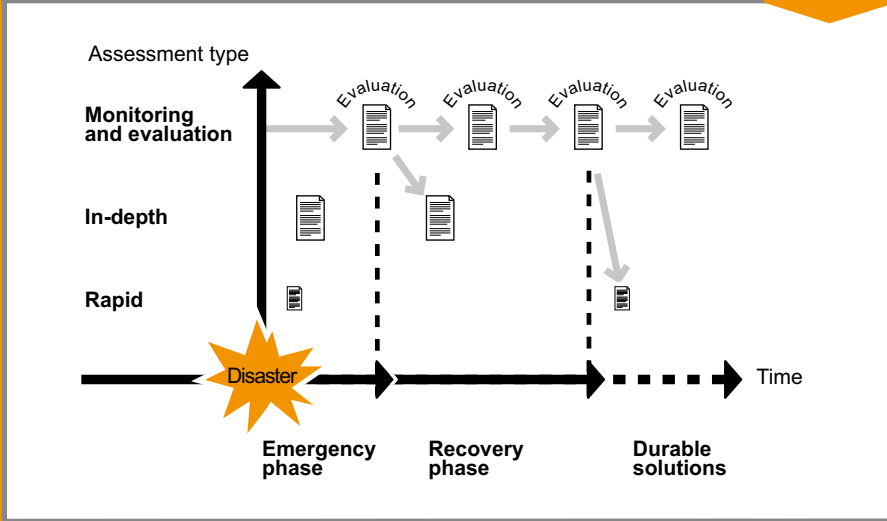 Assessment type
Evaluation
Evaluation
Evaluation
Evaluation
Monitoring
and evaluation
In-depth
Rapid
Disaster
Time
Emergency
phase
Recovery
phase
Durable
solutions